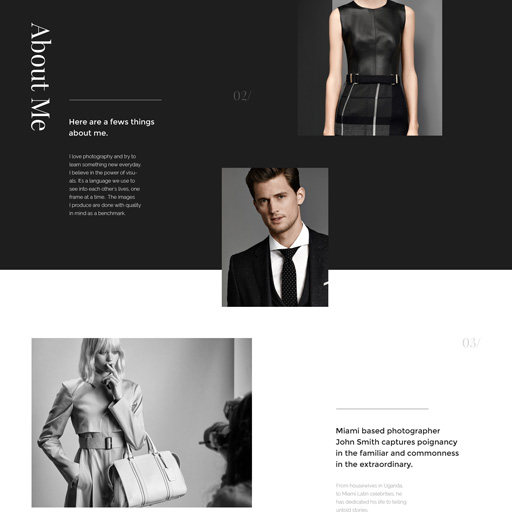 About Me
02/
Here are a fews things
about me.
I love photography and try to
learn something new everyday.
I believe in the power of visu-
als. It's a language we use to
see into each other's lives, one
frame at a time. The images
I produce are done with quality
in mind as a benchmark.
03/
Miami based photographer
John Smith captures poignancy
in the familiar and commonness
in the extraordinary.
From housewives in Uganda,
to Miami Latin celebrities, he
has dedicated his life to telling
untold stories.